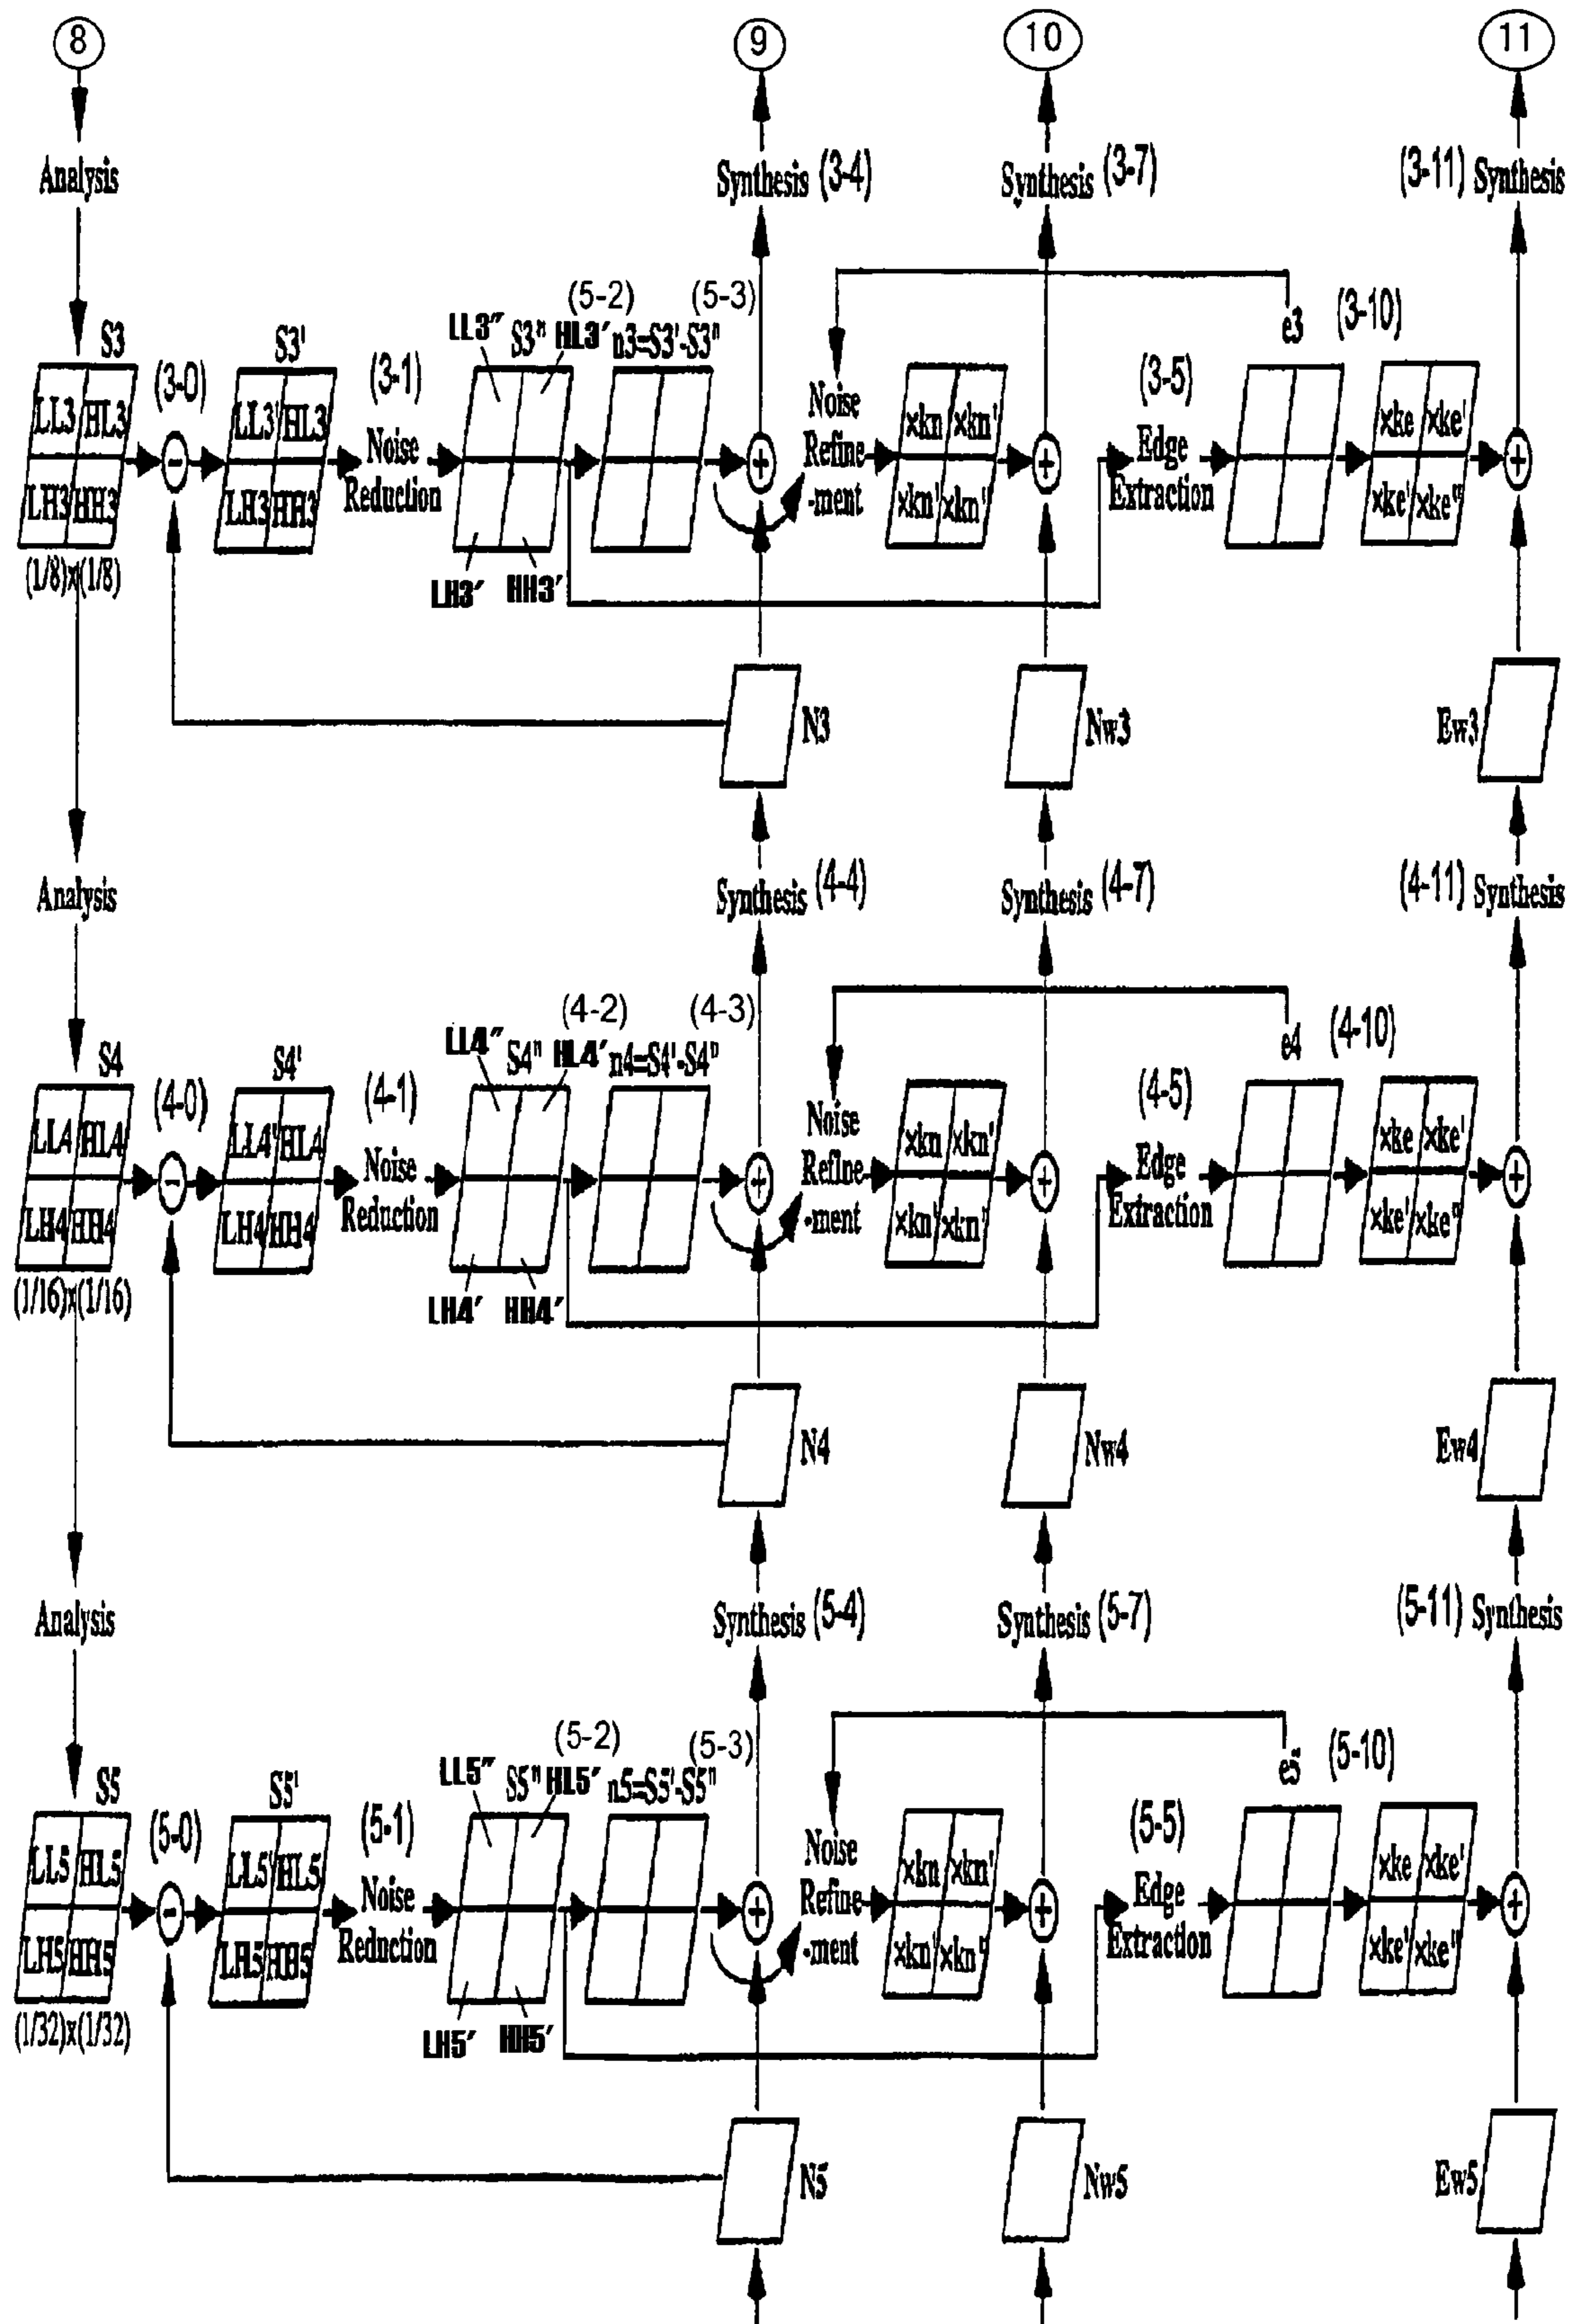 8 9 10 11
Analysis
Synthesis (3-4) Synthesis (3-7) (3-11) Synthesis
(5-2) (5-3)
e3 (3-10)
S3 (3-0) S3' (3-1) LL3" S3" HL3' n3=S3'-S3" (3-5)
LL3 HL3 LL3' HL3 Noise Reduction Noise Refine-ment xkn xkn' Edge Extraction xke xke'
LH3 HH3 LH3 HH3 xkn' xkn" xke' xke"
(1/8)x(1/8) LH3' HH3'
N3 Nw3 Ew3
Analysis
Synthesis (4-4) Synthesis (4-7) (4-11) Synthesis
(4-2) (4-3)
e4 (4-10)
S4 (4-0) S4' (4-1) LL4" S4" HL4' n4=S4'-S4" (4-5)
LL4 HL4 LL4' HL4 Noise Reduction Noise Refine-ment xkn xkn' Edge Extraction xke xke'
LH4 HH4 LH4 HH4 xkn' xkn" xke' xke"
(1/16)x(1/16) LH4' HH4'
N4 Nw4 Ew4
Analysis
Synthesis (5-4) Synthesis (5-7) (5-11) Synthesis
(5-2) (5-3)
e5 (5-10)
S5 (5-0) S5' (5-1) LL5" S5" HL5' n5=S5'-S5" (5-5)
LL5 HL5 LL5' HL5 Noise Reduction Noise Refine-ment xkn xkn' Edge Extraction xke xke'
LH5 HH5 LH5 HH5 xkn' xkn" xke' xke"
(1/32)x(1/32) LH5' HH5'
N5 Nw5 Ew5